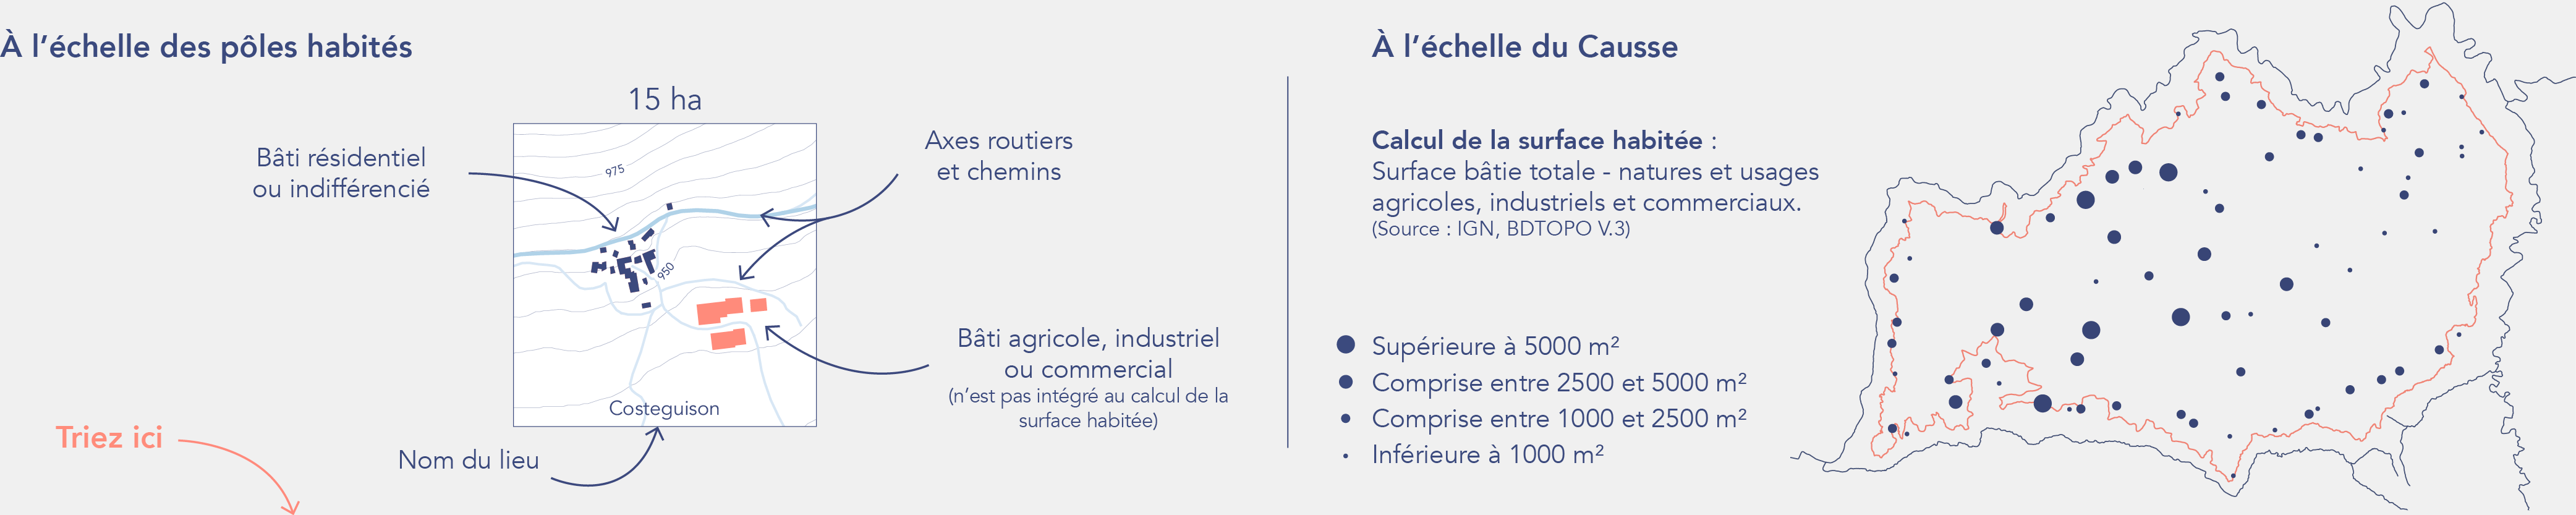 À l’échelle des pôles habités
15 ha
Bâti résidentiel
ou indifférencié
975
950
Axes routiers
et chemins
Bâti agricole, industriel
ou commercial
(n’est pas intégré au calcul de la
surface habitée)
Costeguison
Nom du lieu
Triez ici
À l’échelle du Causse
Calcul de la surface habitée :
Surface bâtie totale - natures et usages
agricoles, industriels et commerciaux.
(Source : IGN, BDTOPO V.3)
Supérieure à 5000 m²
Comprise entre 2500 et 5000 m²
Comprise entre 1000 et 2500 m²
Inférieure à 1000 m²